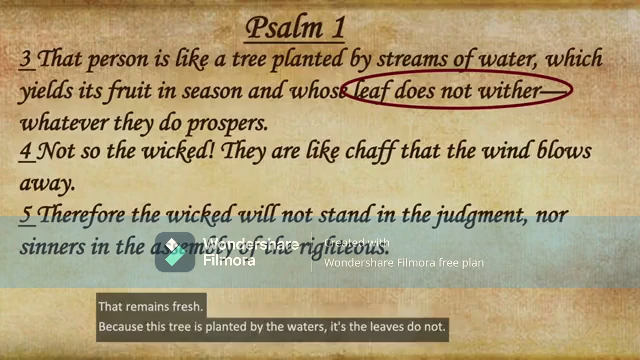 Psalm 1
3 That person is like a tree planted by streams of water, which
yields its fruit in season and whose leaf does not wither—
whatever they do prospers.
4 Not so the wicked! They are like chaff that the wind blows
away.
5 Therefore the wicked will not stand in the judgment, nor
sinners in the assembly of the righteous.
Wondershare
Filmora
Created with
Wondershare Filmora free plan
That remains fresh.
Because this tree is planted by the waters, it's the leaves do not.